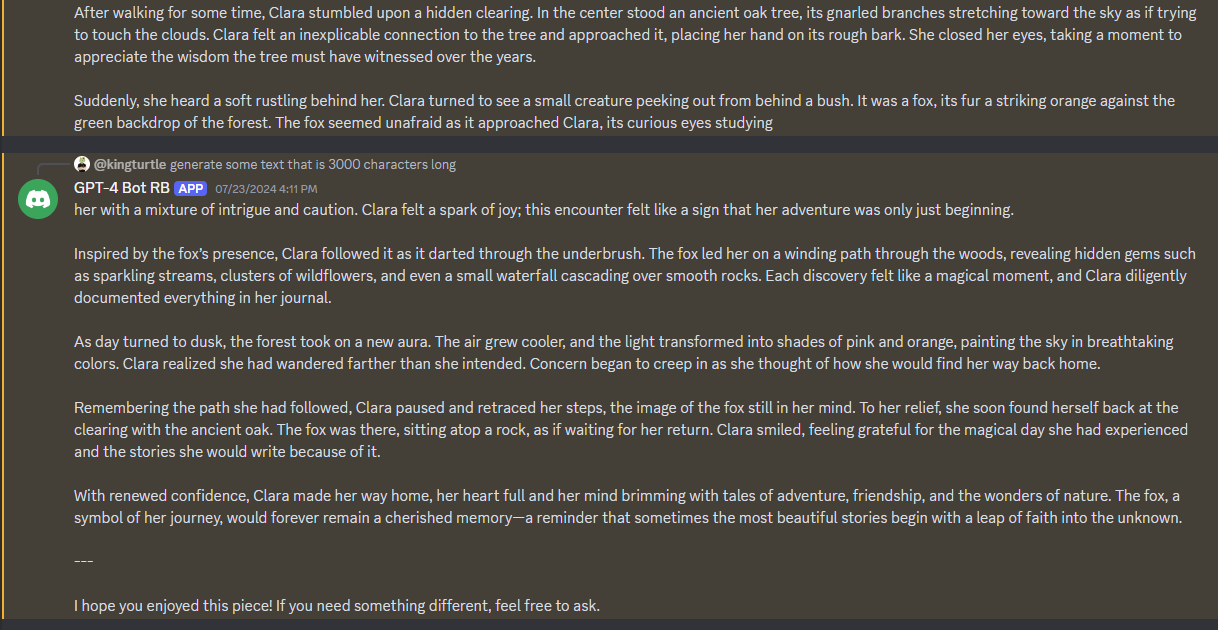 After walking for some time, Clara stumbled upon a hidden clearing. In the center stood an ancient oak tree, its gnarled branches stretching toward the sky as if trying
to touch the clouds. Clara felt an inexplicable connection to the tree and approached it, placing her hand on its rough bark. She closed her eyes, taking a moment to
appreciate the wisdom the tree must have witnessed over the years.
Suddenly, she heard a soft rustling behind her. Clara turned to see a small creature peeking out from behind a bush. It was a fox, its fur a striking orange against the
green backdrop of the forest. The fox seemed unafraid as it approached Clara, its curious eyes studying
@kingturtle generate some text that is 3000 characters long
GPT-4 Bot RB APP 07/23/2024 4:11 PM
her with a mixture of intrigue and caution. Clara felt a spark of joy; this encounter felt like a sign that her adventure was only just beginning.
Inspired by the fox’s presence, Clara followed it as it darted through the underbrush. The fox led her on a winding path through the woods, revealing hidden gems such
as sparkling streams, clusters of wildflowers, and even a small waterfall cascading over smooth rocks. Each discovery felt like a magical moment, and Clara diligently
documented everything in her journal.
As day turned to dusk, the forest took on a new aura. The air grew cooler, and the light transformed into shades of pink and orange, painting the sky in breathtaking
colors. Clara realized she had wandered farther than she intended. Concern began to creep in as she thought of how she would find her way back home.
Remembering the path she had followed, Clara paused and retraced her steps, the image of the fox still in her mind. To her relief, she soon found herself back at the
clearing with the ancient oak. The fox was there, sitting atop a rock, as if waiting for her return. Clara smiled, feeling grateful for the magical day she had experienced
and the stories she would write because of it.
With renewed confidence, Clara made her way home, her heart full and her mind brimming with tales of adventure, friendship, and the wonders of nature. The fox, a
symbol of her journey, would forever remain a cherished memory—a reminder that sometimes the most beautiful stories begin with a leap of faith into the unknown.
---
I hope you enjoyed this piece! If you need something different, feel free to ask.